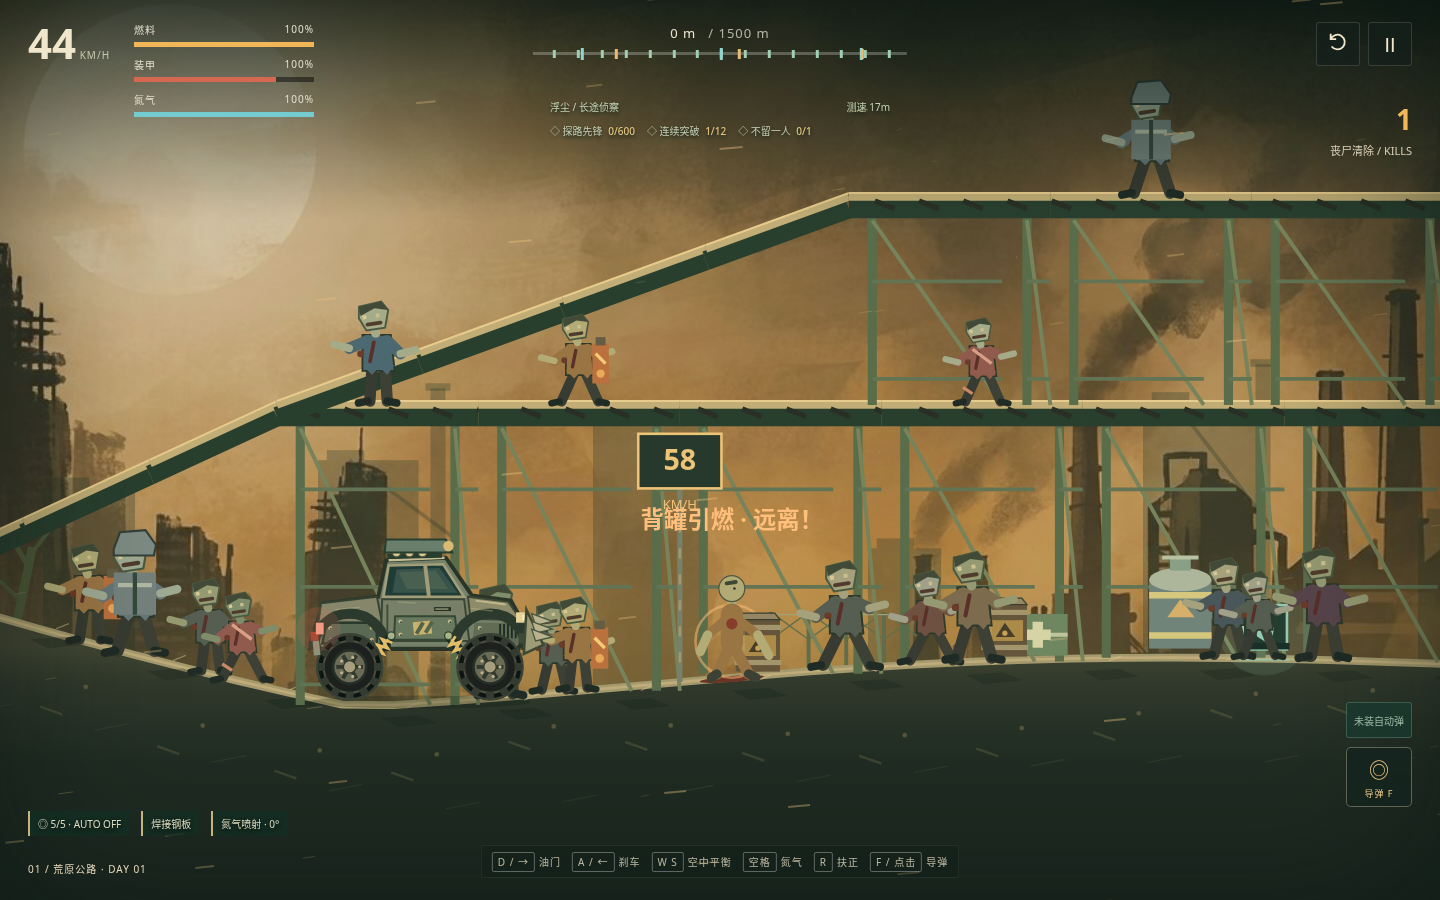 44 KM/H
燃料 100%
装甲 100%
氮气 100%
0 m / 1500 m
浮尘 / 长途侦察 测速 17m
◇ 探路先锋 0/600 ◇ 连续突破 1/12 ◇ 不留一人 0/1
1
丧尸清除 / KILLS
58
KM/H
背罐引燃 · 远离!
未装自动弹
导弹 F
◎ 5/5 · AUTO OFF 焊接钢板 氮气喷射 · 0°
01 / 荒原公路 · DAY 01
D / → 油门 A / ← 刹车 W S 空中平衡 空格 氮气 R 扶正 F / 点击 导弹